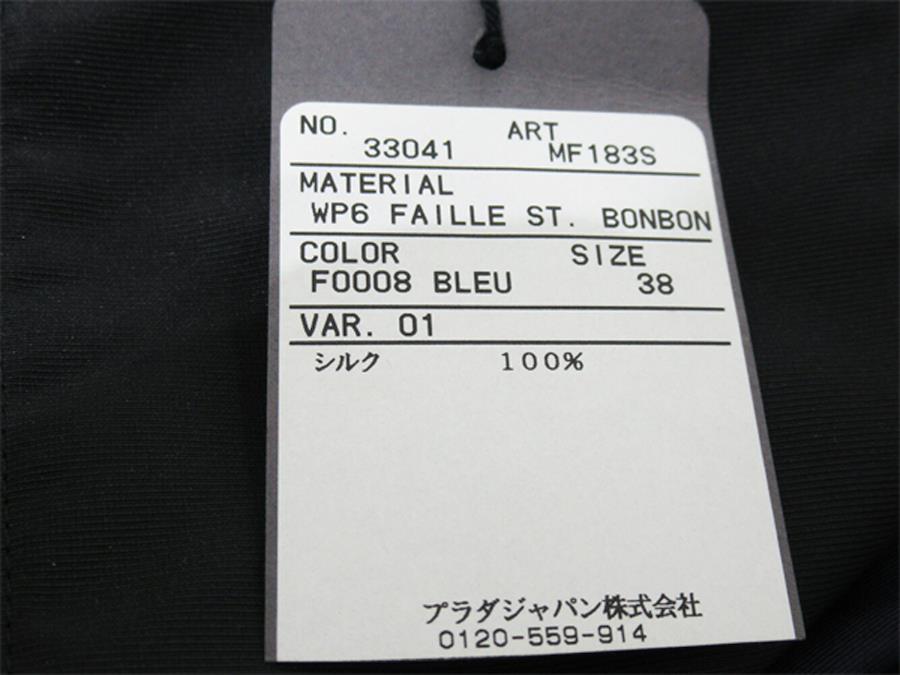 NO. ART
33041 MF183S
MATERIAL
WP6 FAILLE ST. BONBON
COLOR SIZE
F0008 BLEU 38
VAR. 01
シルク 100%
プラダジャパン株式会社
0120-559-914